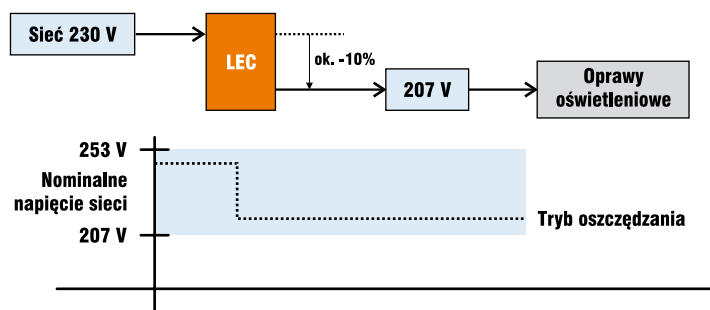 Sieć 230 V
LEC
ok. -10%
207 V
Oprawy
oświetleniowe
253 V
Nominalne
napięcie sieci
207 V
Tryb oszczędzania